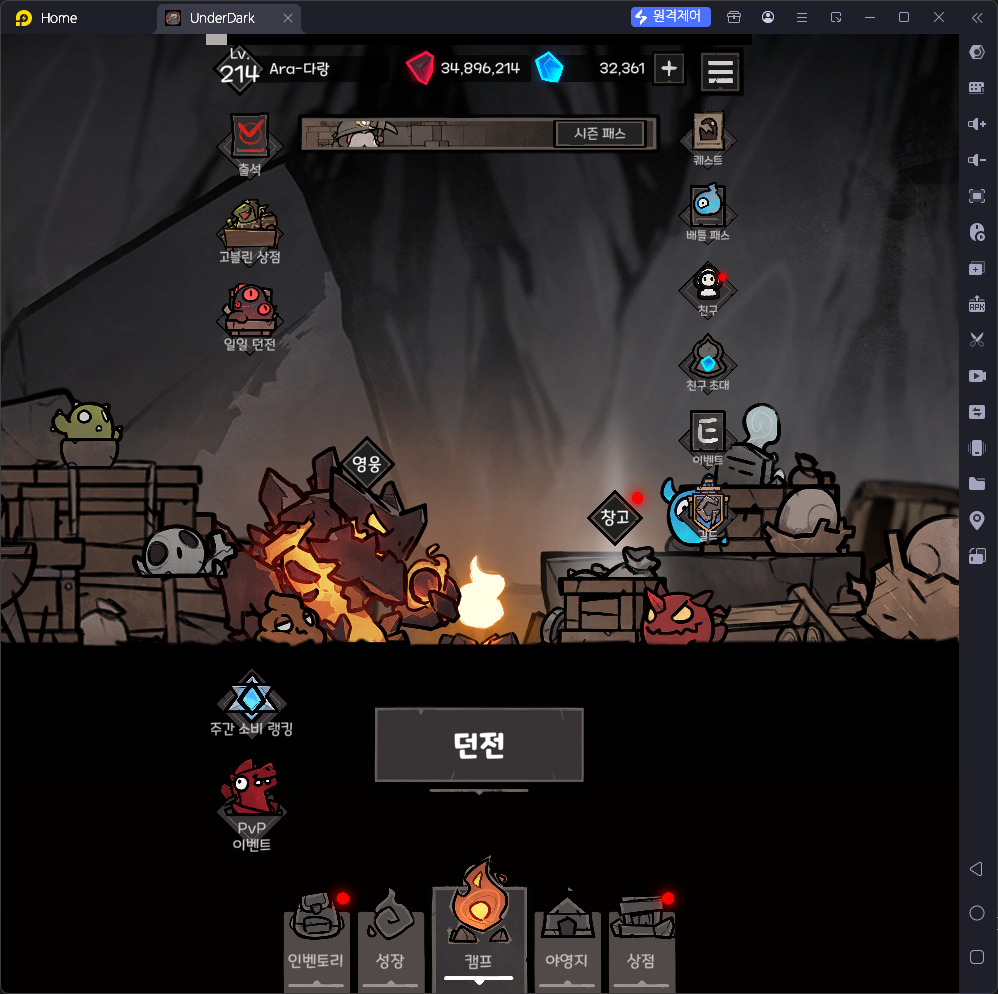 Home
UnderDark
원격제어
Lv.
214
Ara-다랑
34,896,214
32,361
출석
시즌 패스
퀘스트
고블린 상점
배틀 패스
일일 던전
친구
친구 초대
이벤트
영웅
창고
길드
주간 소비 랭킹
던전
PvP
이벤트
인벤토리
성장
캠프
야영지
상점
APK